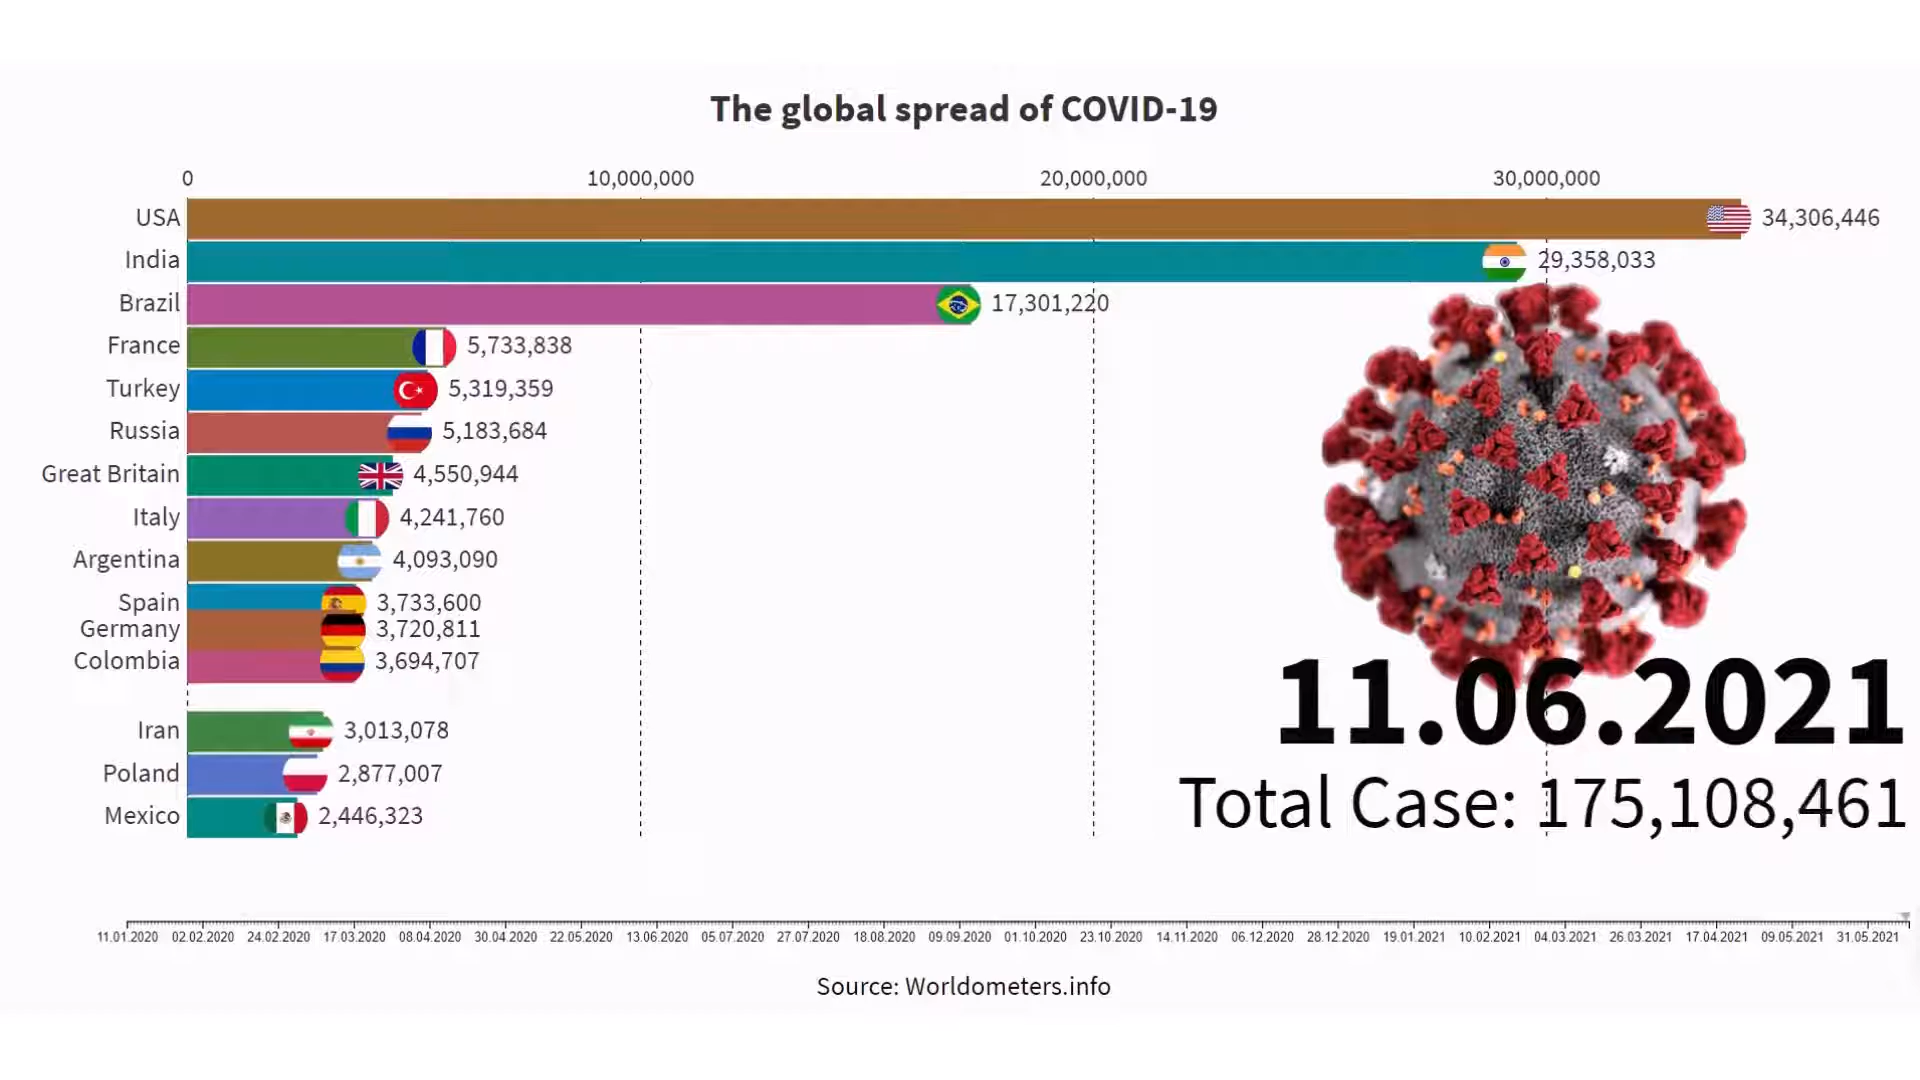 The global spread of COVID-19
0 10,000,000 20,000,000 30,000,000
USA 34,306,446
India 29,358,033
Brazil 17,301,220
France 5,733,838
Turkey 5,319,359
Russia 5,183,684
Great Britain 4,550,944
Italy 4,241,760
Argentina 4,093,090
Spain 3,733,600
Germany 3,720,811
Colombia 3,694,707
Iran 3,013,078
Poland 2,877,007
Mexico 2,446,323
11.06.2021
Total Case: 175,108,461
11.01.2020 02.02.2020 24.02.2020 17.03.2020 08.04.2020 30.04.2020 22.05.2020 13.06.2020 05.07.2020 27.07.2020 18.08.2020 09.09.2020 01.10.2020 23.10.2020 14.11.2020 06.12.2020 28.12.2020 19.01.2021 10.02.2021 04.03.2021 26.03.2021 17.04.2021 09.05.2021 31.05.2021
Source: Worldometers.info